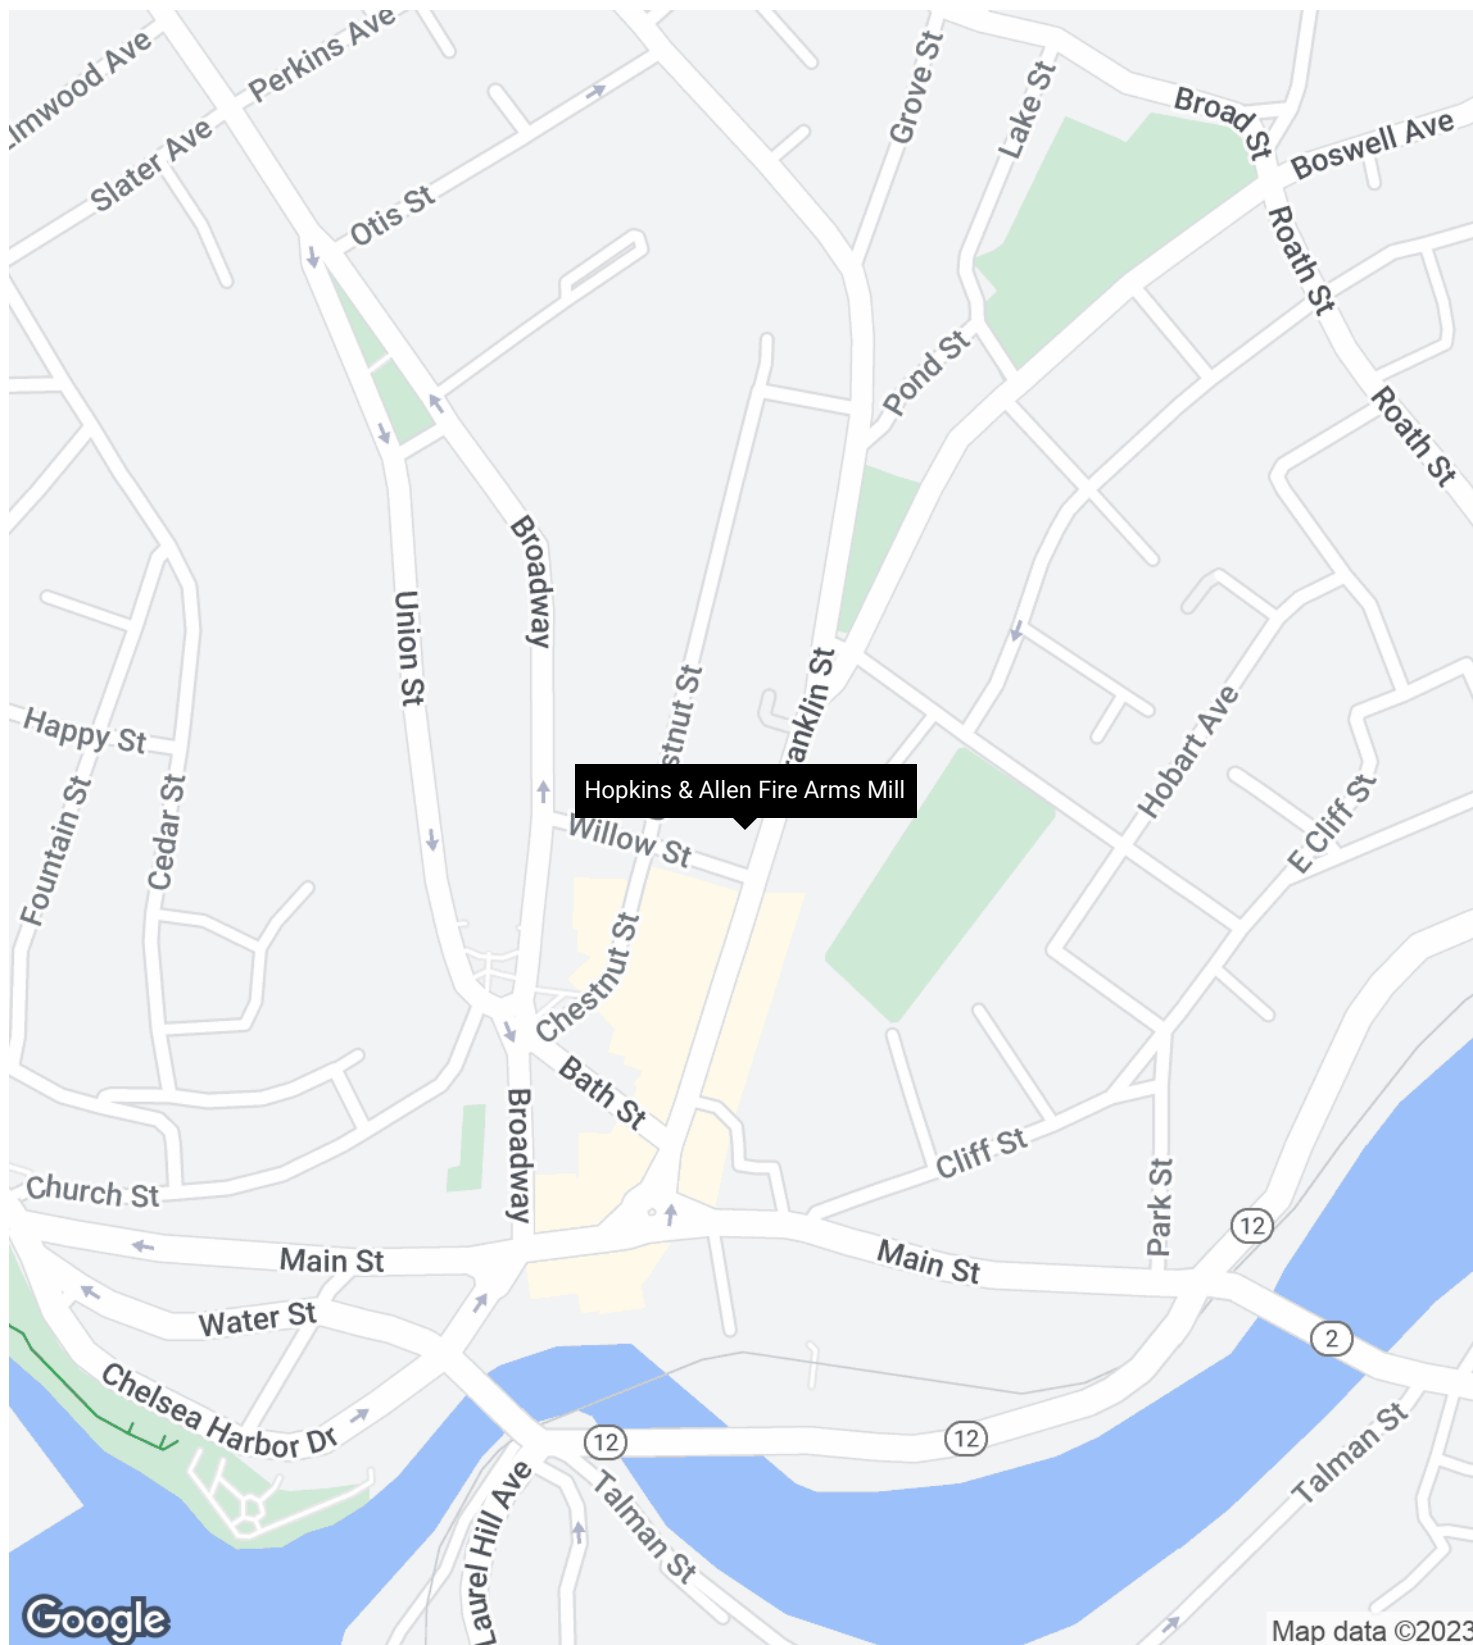 lmwood Ave
Perkins Ave
Slater Ave
Otis St
Grove St
Lake St
Broad St
Boswell Ave
Roath St
Pond St
Roath St
Broadway
Union St
stnut St
ranklin St
Happy St
Fountain St
Cedar St
Hopkins & Allen Fire Arms Mill
Willow St
Hobart Ave
E Cliff St
Chestnut St
Bath St
Broadway
Church St
Cliff St
Park St
12
Main St
Main St
Water St
2
Chelsea Harbor Dr
12
12
Talman St
Laurel Hill Ave
Talman St
Google
Map data ©2023